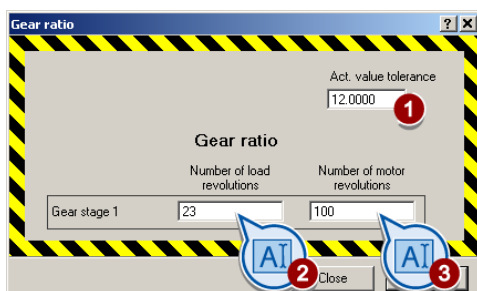 Gear ratio
? X
Act. value tolerance
12.0000
1
Gear ratio
Number of load
revolutions
Number of motor
revolutions
Gear stage 1
23
100
AI
2
Close
AI
3